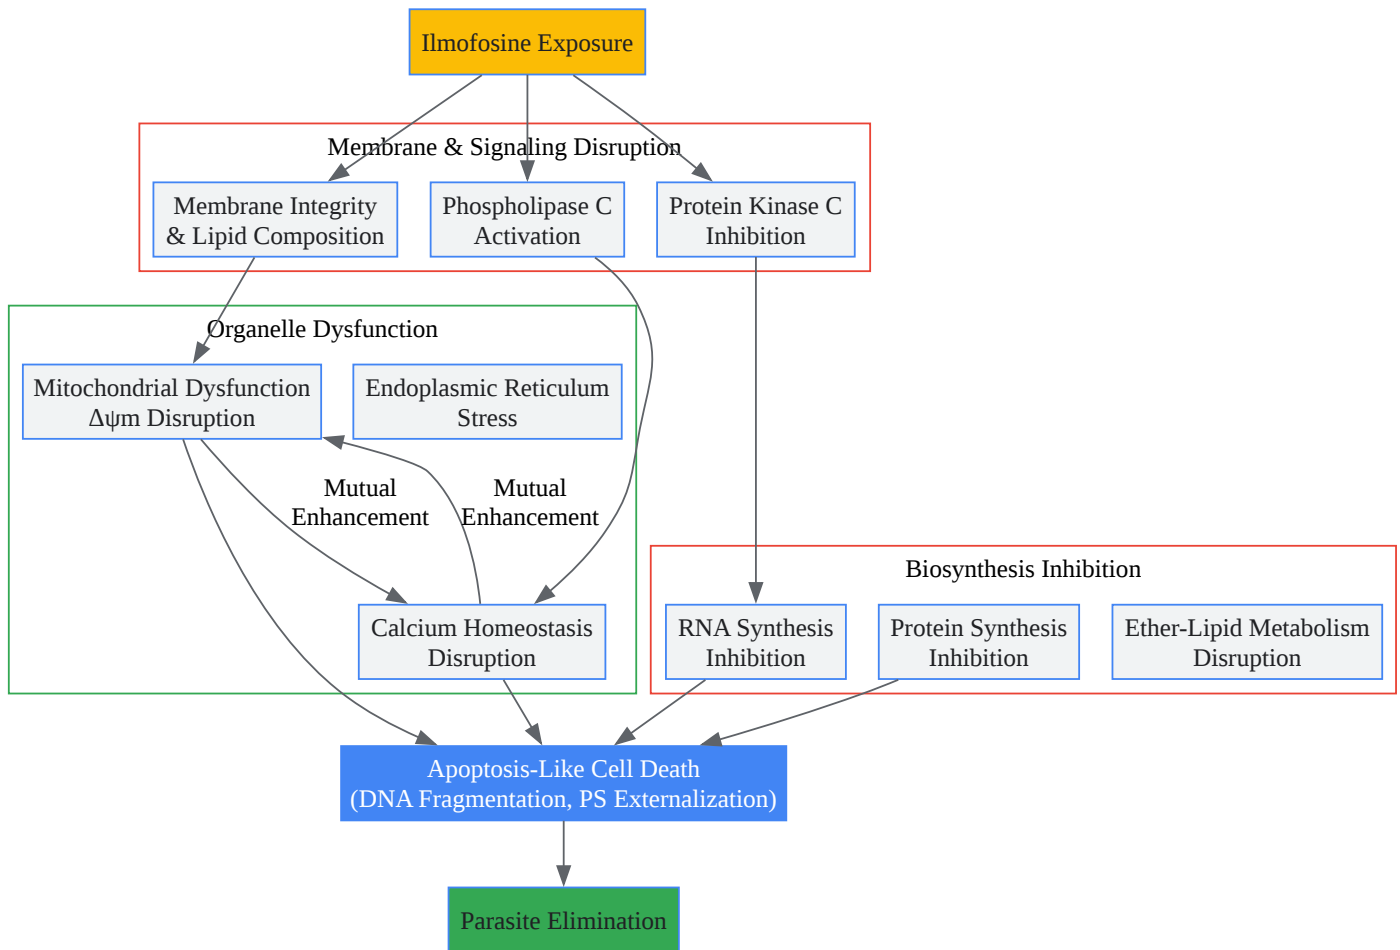 Ilmofosine Exposure
Membrane & Signaling Disruption
Membrane Integrity
& Lipid Composition
Phospholipase C
Activation
Protein Kinase C
Inhibition
Organelle Dysfunction
Mitochondrial Dysfunction
Δψm Disruption
Endoplasmic Reticulum
Stress
Mutual
Enhancement
Mutual
Enhancement
Calcium Homeostasis
Disruption
Biosynthesis Inhibition
RNA Synthesis
Inhibition
Protein Synthesis
Inhibition
Ether-Lipid Metabolism
Disruption
Apoptosis-Like Cell Death
(DNA Fragmentation, PS Externalization)
Parasite Elimination